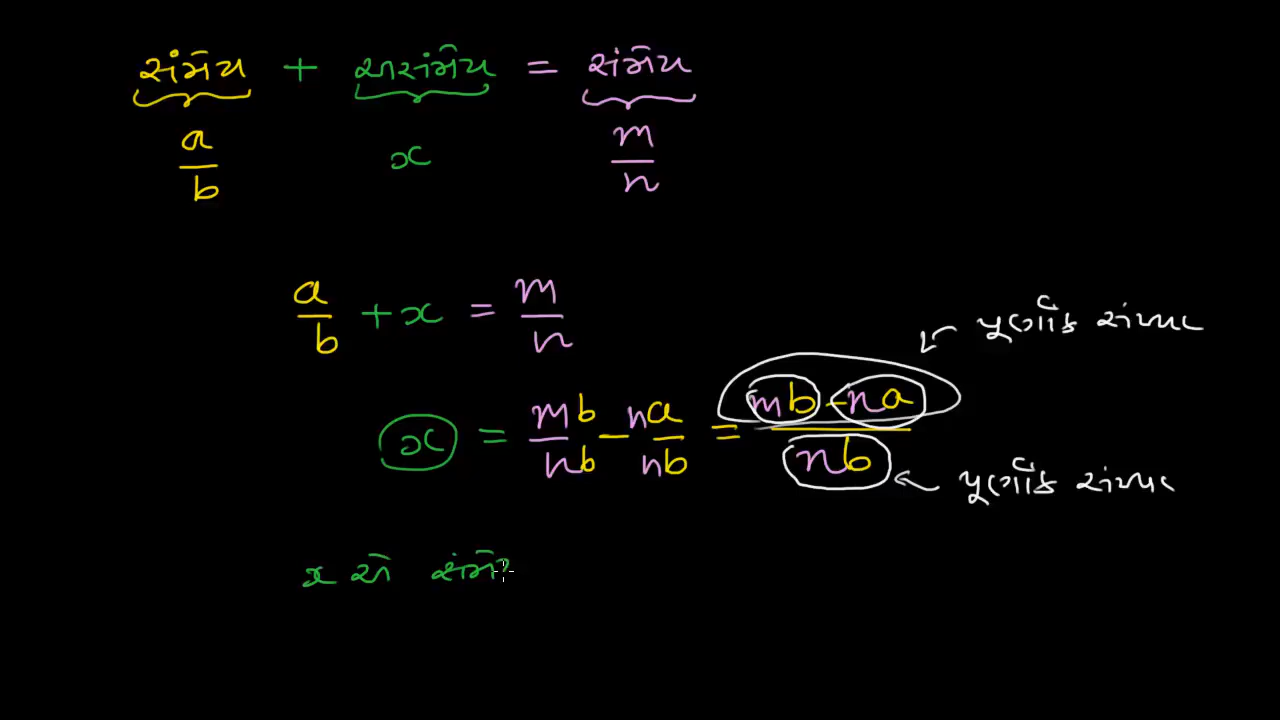 સંમેય + અસંમેય = સંમેય
a/b x m/n
a/b + x = m/n
પૂર્ણાંક સંખ્યા
x = mb/nb - na/nb = mb - na/nb
પૂર્ણાંક સંખ્યા
x એ સંમે